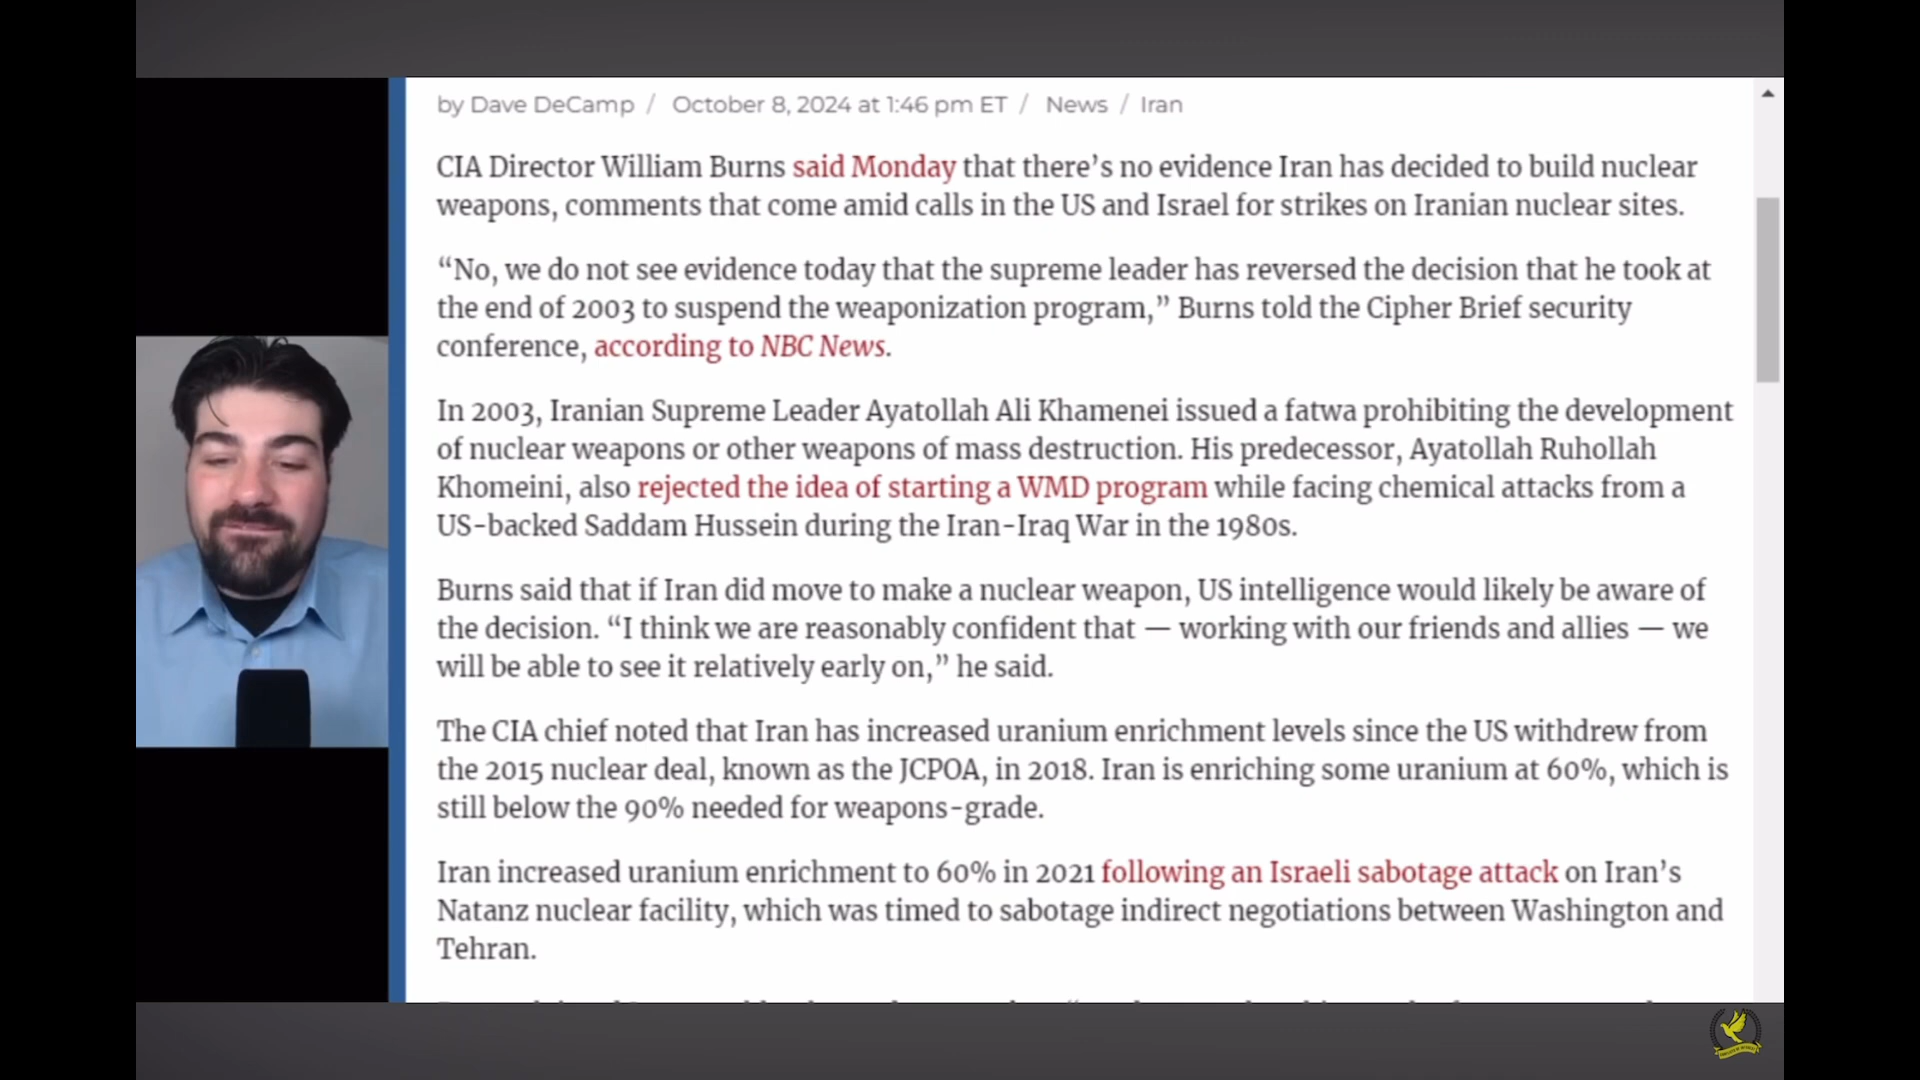 by Dave DeCamp / October 8, 2024 at 1:46 pm ET / News / Iran
CIA Director William Burns said Monday that there’s no evidence Iran has decided to build nuclear
weapons, comments that come amid calls in the US and Israel for strikes on Iranian nuclear sites.
“No, we do not see evidence today that the supreme leader has reversed the decision that he took at
the end of 2003 to suspend the weaponization program,” Burns told the Cipher Brief security
conference, according to NBC News.
In 2003, Iranian Supreme Leader Ayatollah Ali Khamenei issued a fatwa prohibiting the development
of nuclear weapons or other weapons of mass destruction. His predecessor, Ayatollah Ruhollah
Khomeini, also rejected the idea of starting a WMD program while facing chemical attacks from a
US-backed Saddam Hussein during the Iran-Iraq War in the 1980s.
Burns said that if Iran did move to make a nuclear weapon, US intelligence would likely be aware of
the decision. “I think we are reasonably confident that — working with our friends and allies — we
will be able to see it relatively early on,” he said.
The CIA chief noted that Iran has increased uranium enrichment levels since the US withdrew from
the 2015 nuclear deal, known as the JCPOA, in 2018. Iran is enriching some uranium at 60%, which is
still below the 90% needed for weapons-grade.
Iran increased uranium enrichment to 60% in 2021 following an Israeli sabotage attack on Iran’s
Natanz nuclear facility, which was timed to sabotage indirect negotiations between Washington and
Tehran.